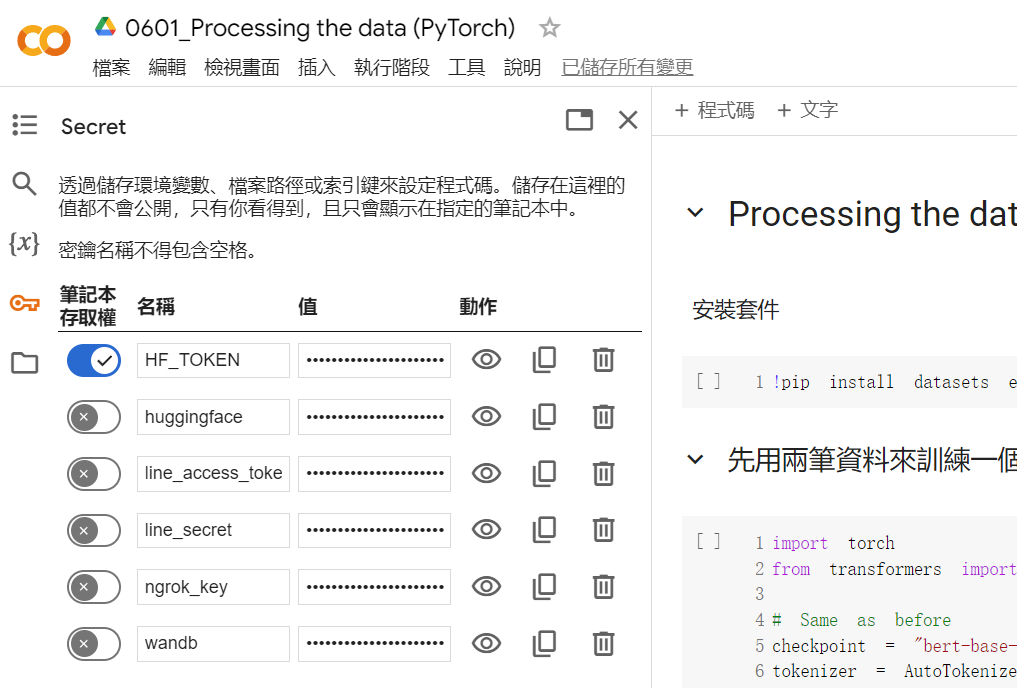 0601_Processing the data (PyTorch)
檔案 編輯 檢視畫面 插入 執行階段 工具 說明 已儲存所有變更
Secret
透過儲存環境變數、檔案路徑或索引鍵來設定程式碼。儲存在這裡的
值都不會公開，只有你看得到，且只會顯示在指定的筆記本中。
密鑰名稱不得包含空格。
筆記本
存取權 名稱 值 動作
HF_TOKEN ••••••••••••••••••••••
huggingface ••••••••••••••••••••••
line_access_toke ••••••••••••••••••••••
line_secret ••••••••••••••••••••••
ngrok_key ••••••••••••••••••••••
wandb ••••••••••••••••••••••
+ 程式碼 + 文字
Processing the dat
安裝套件
[ ] 1 !pip install datasets e
先用兩筆資料來訓練一個
[ ] 1 import torch
2 from transformers import
3
4 # Same as before
5 checkpoint = "bert-base-
6 tokenizer = AutoTokenize